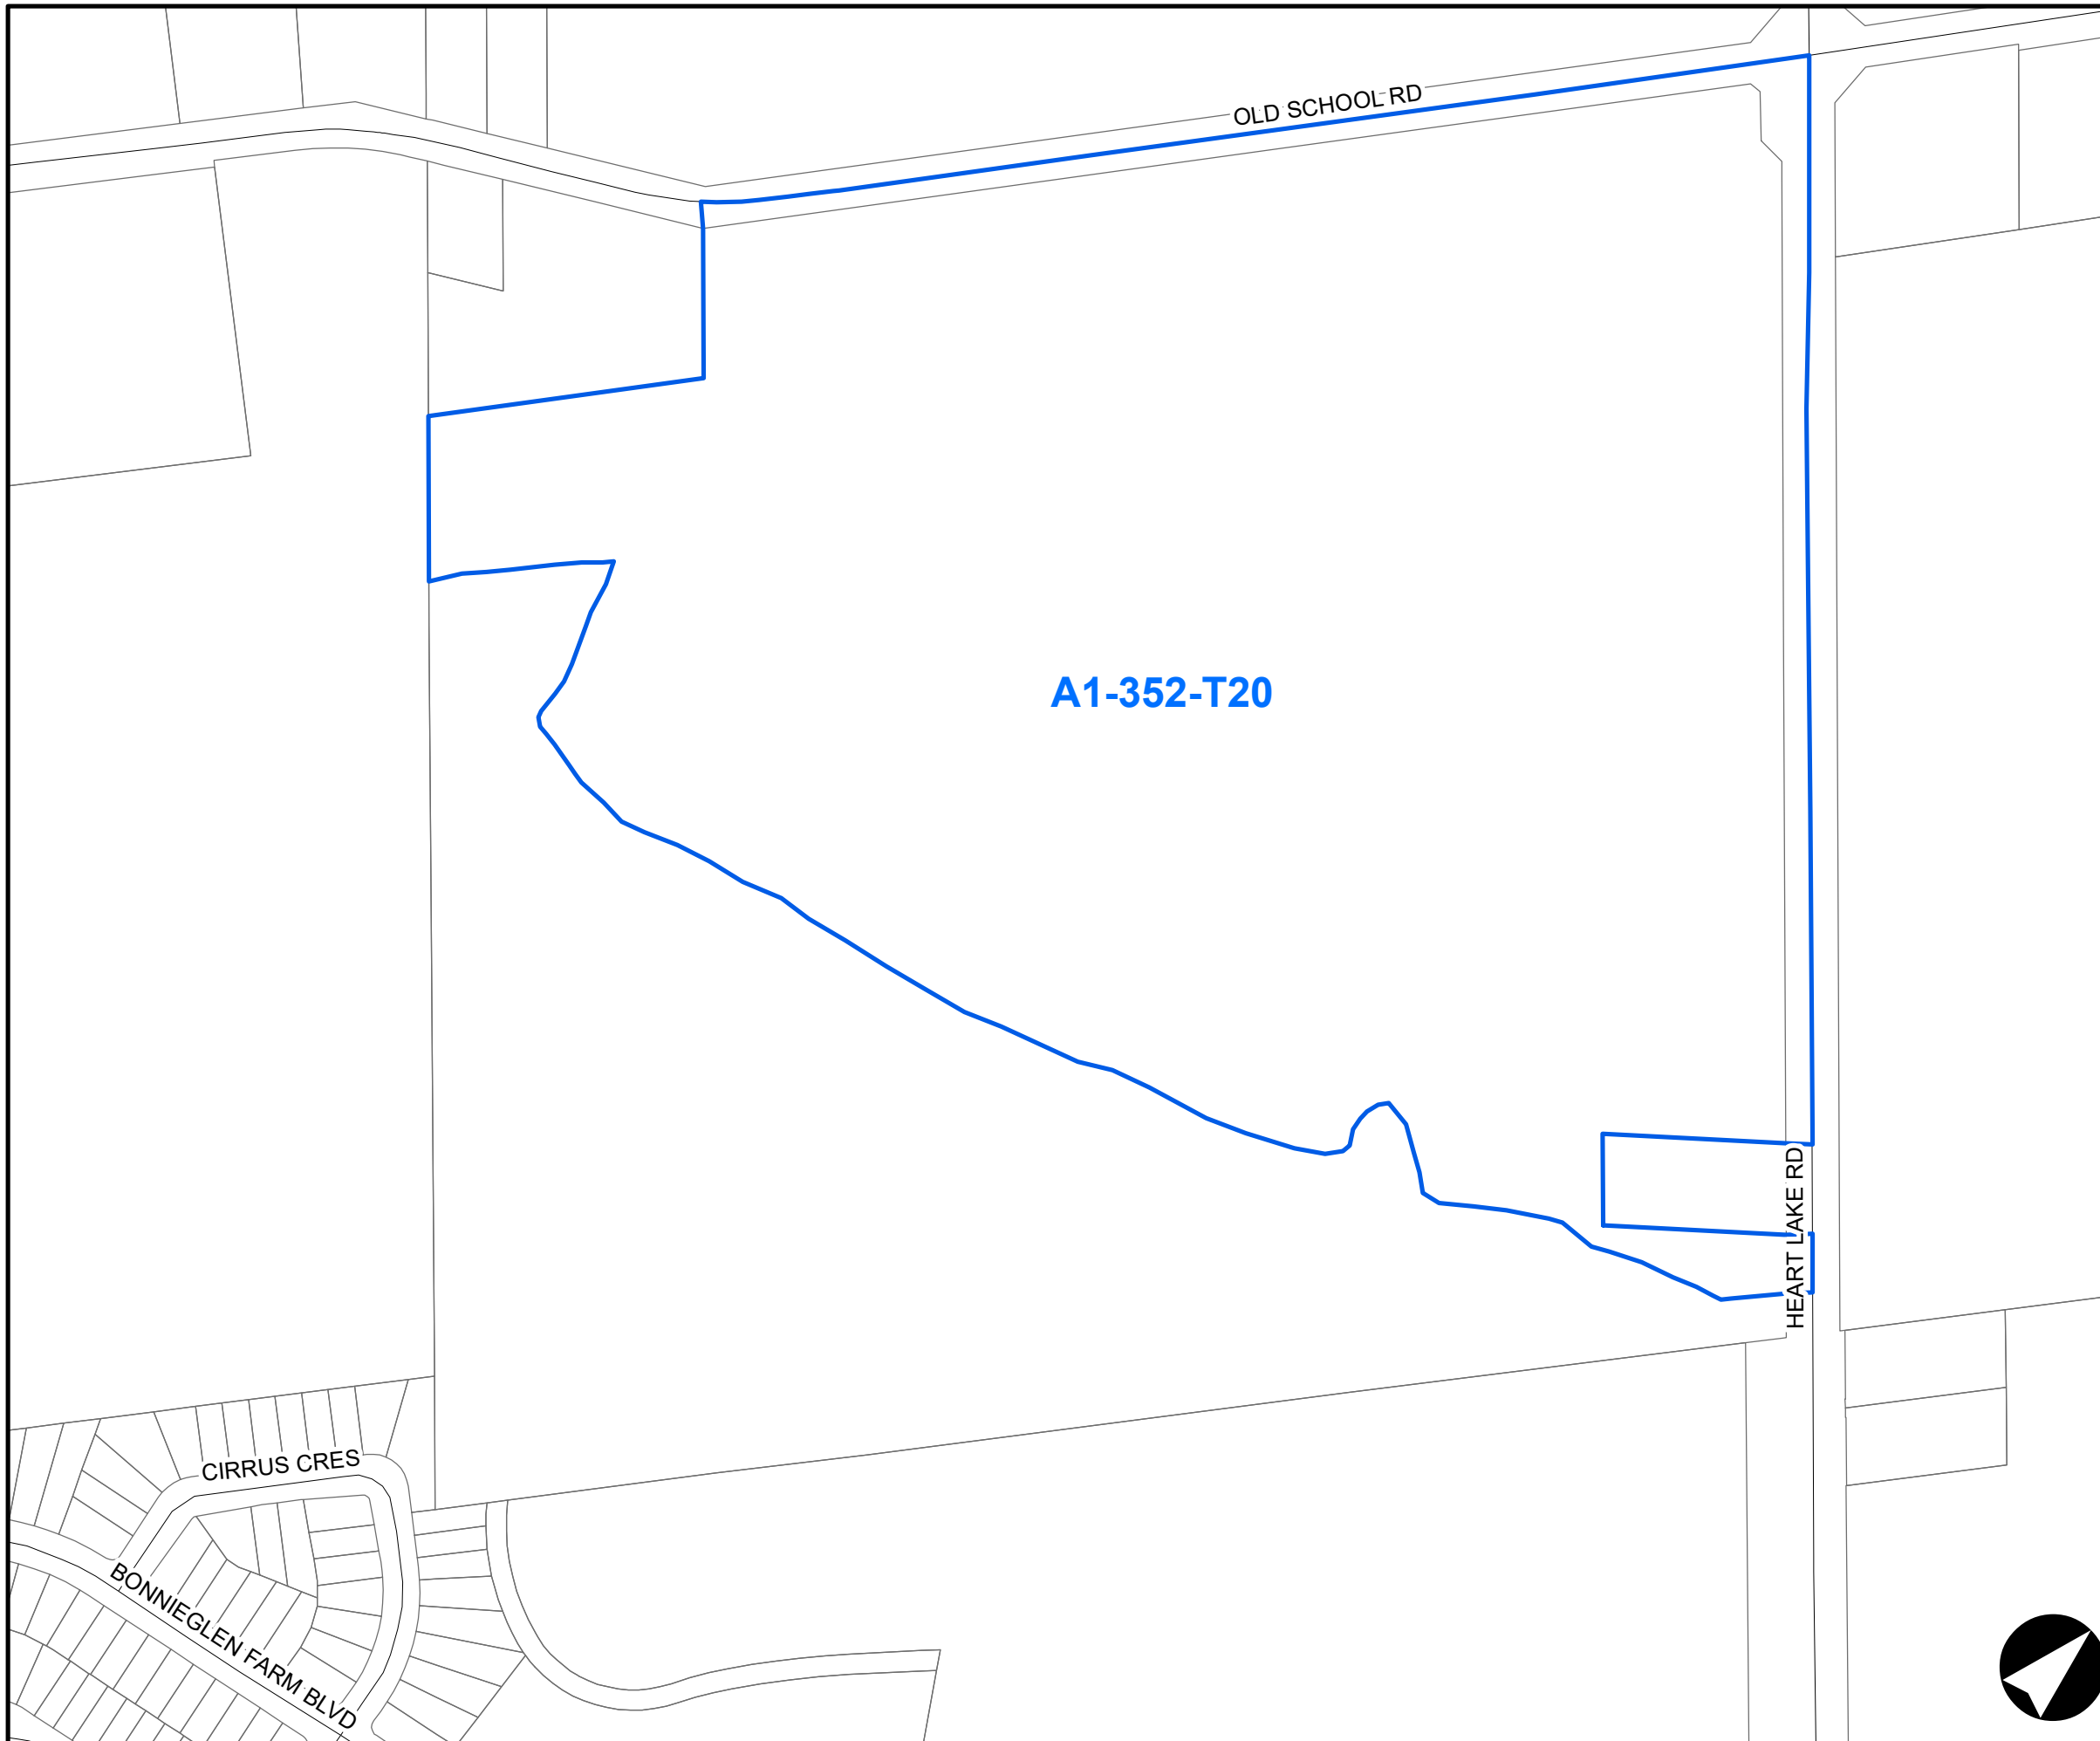 OLD SCHOOL RD
A1-352-T20
HEART LAKE RD
CIRRUS CRES
BONNIEGLEN FARM BLVD